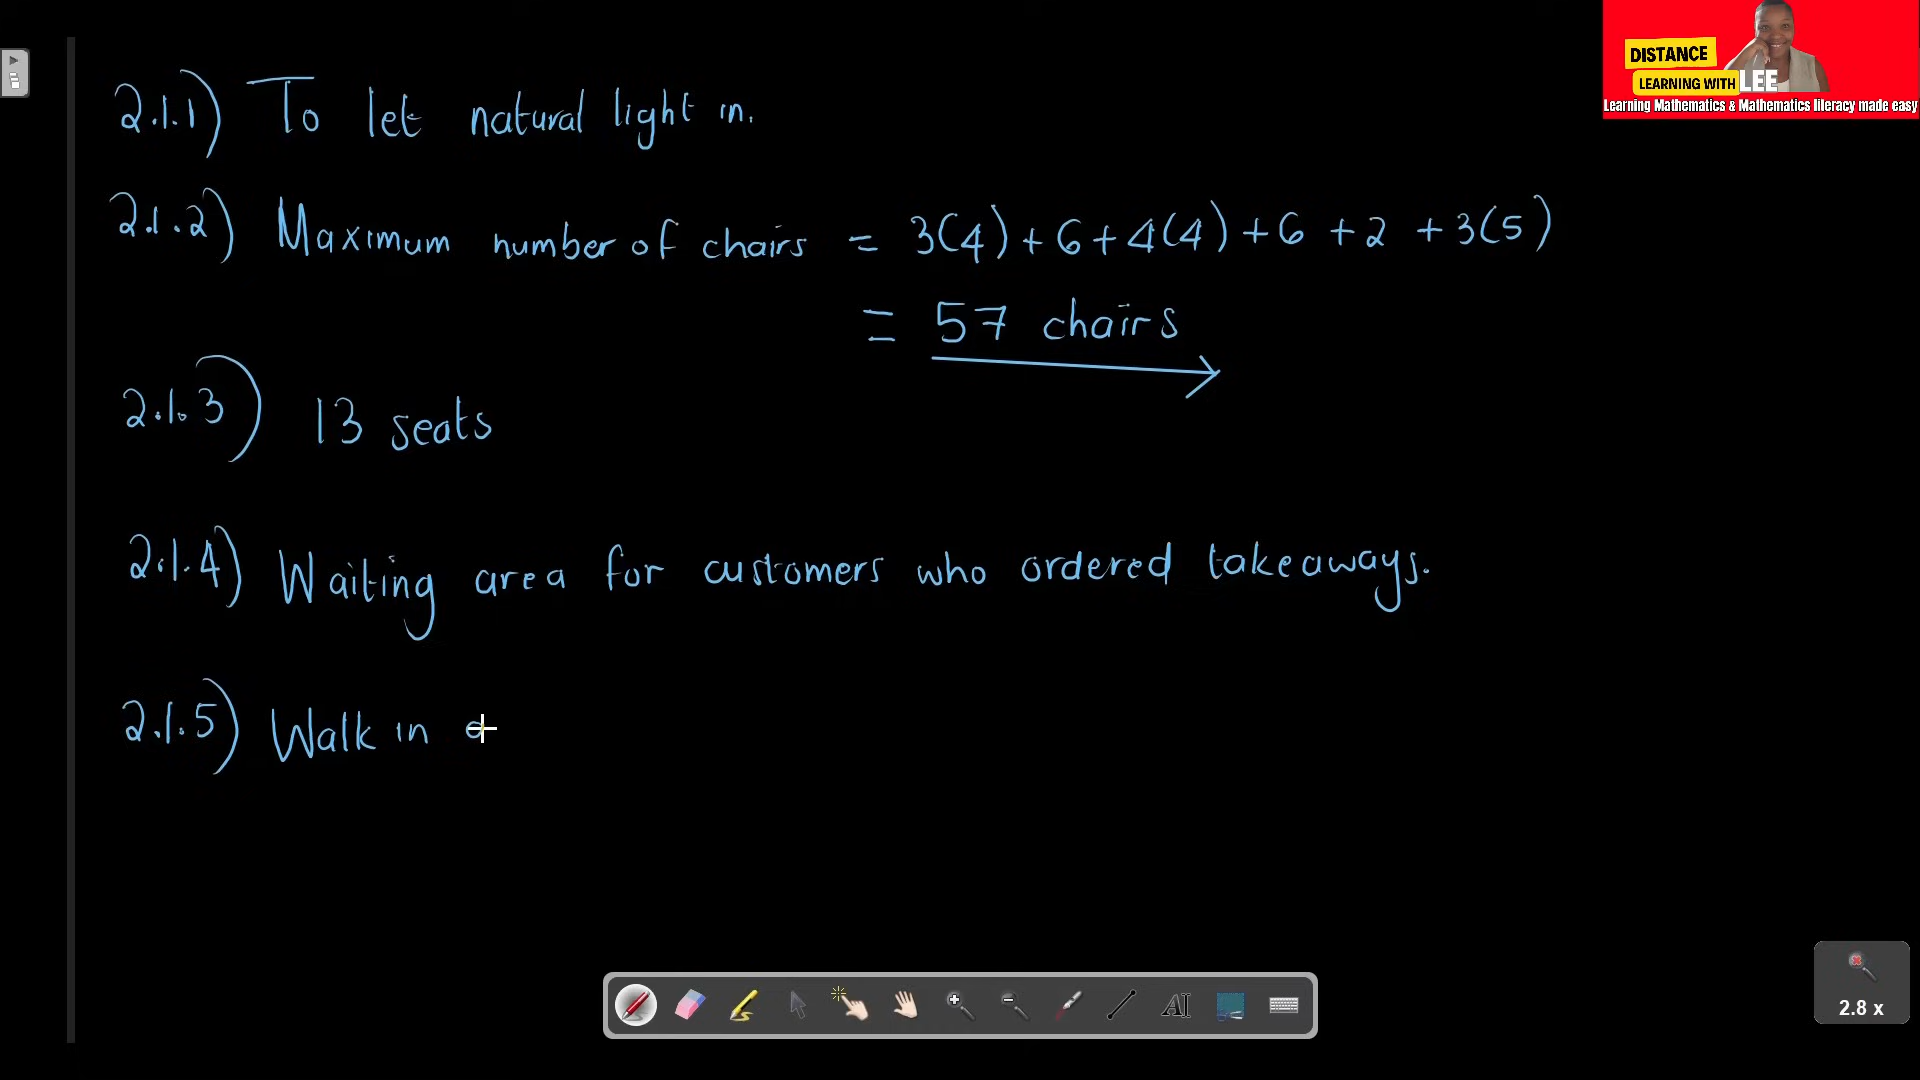 DISTANCE
LEARNING WITH LEE
Learning Mathematics & Mathematics literacy made easy
2.1.1) To let natural light in.
2.1.2) Maximum number of chairs = 3(4) + 6 + 4(4) + 6 + 2 + 3(5)
= 57 chairs
2.1.3) 13 seats
2.1.4) Waiting area for customers who ordered takeaways.
2.1.5) Walk in
AI
2.8 x